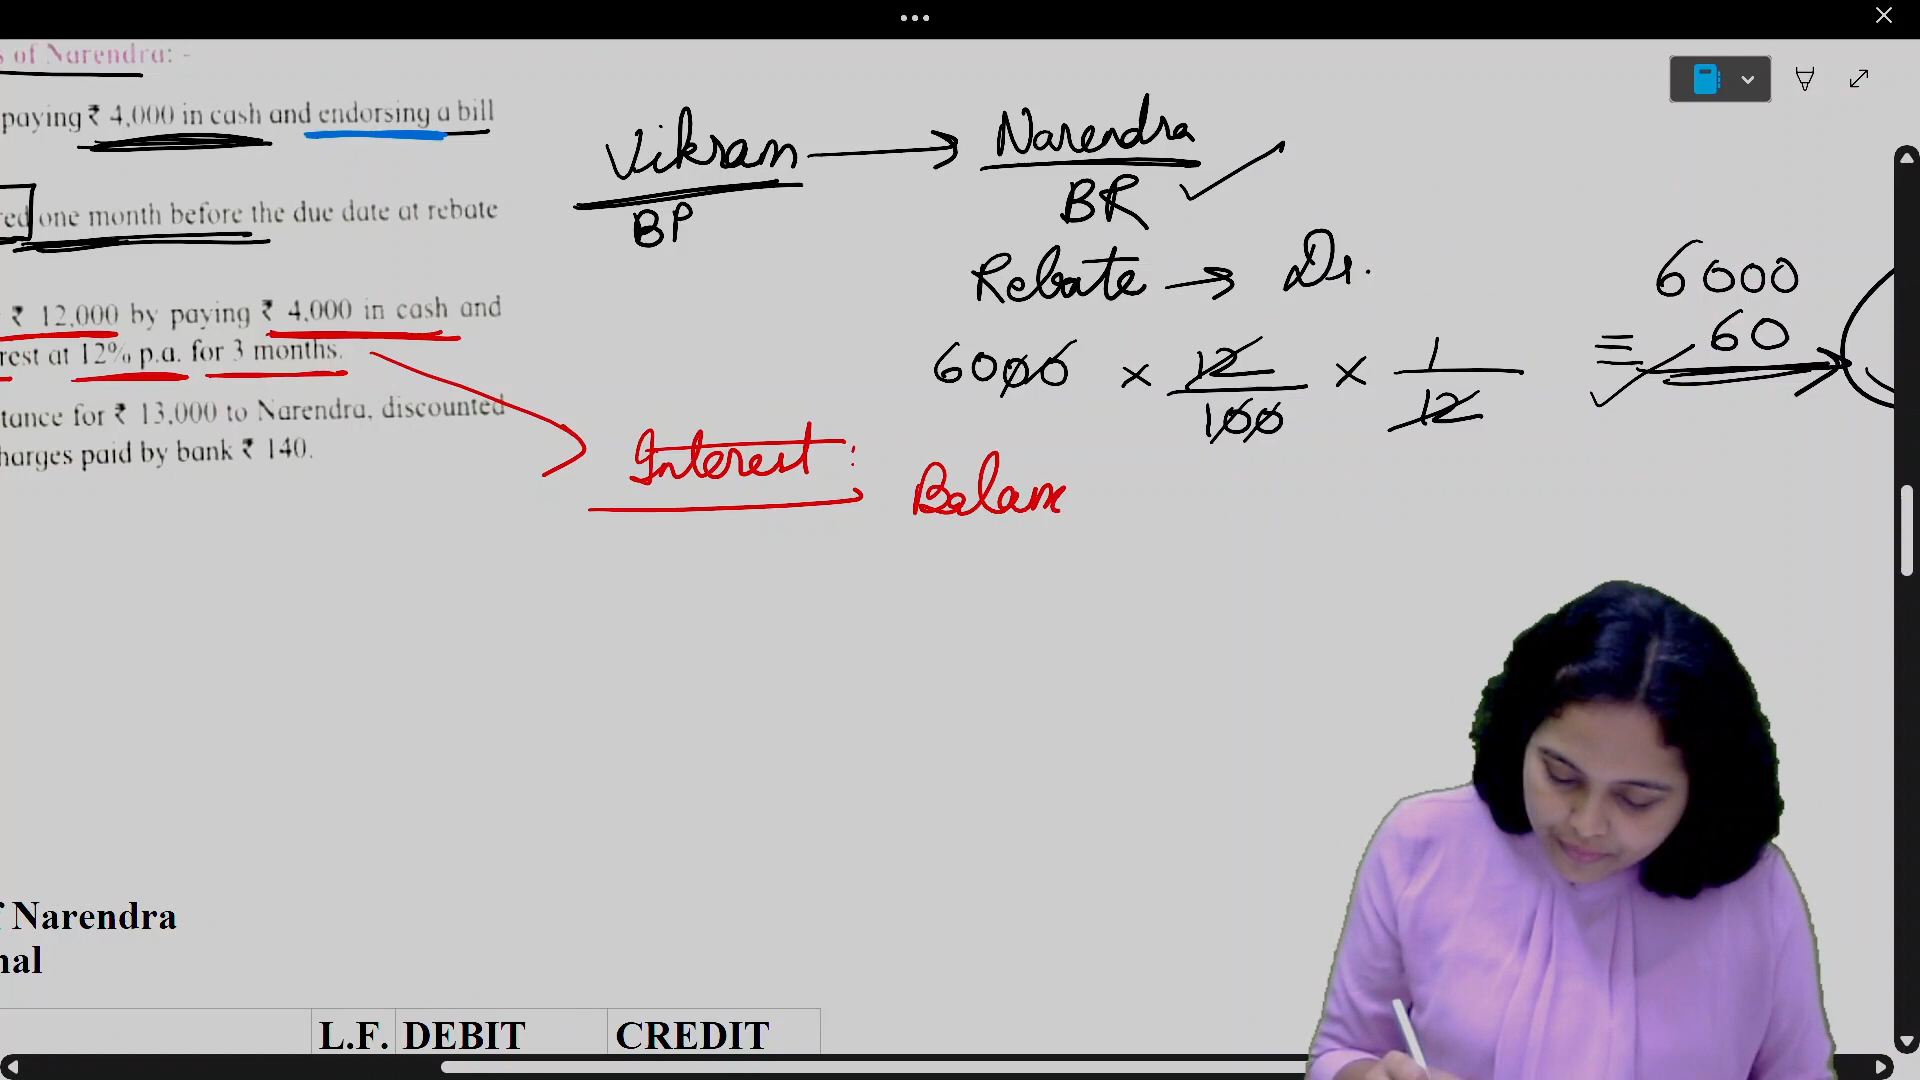 s of Narendra: -
paying ₹ 4,000 in cash and endorsing a bill
red one month before the due date at rebate
₹ 12,000 by paying ₹ 4,000 in cash and
rest at 12% p.a. for 3 months.
tance for ₹ 13,000 to Narendra, discounted
harges paid by bank ₹ 140.
Vikram → Narendra
BP BR ✓
Rebate → Dr.
6000 × 12/100 × 1/12 = 60
6000
Interest : Balanc
f Narendra
nal
L.F. DEBIT CREDIT